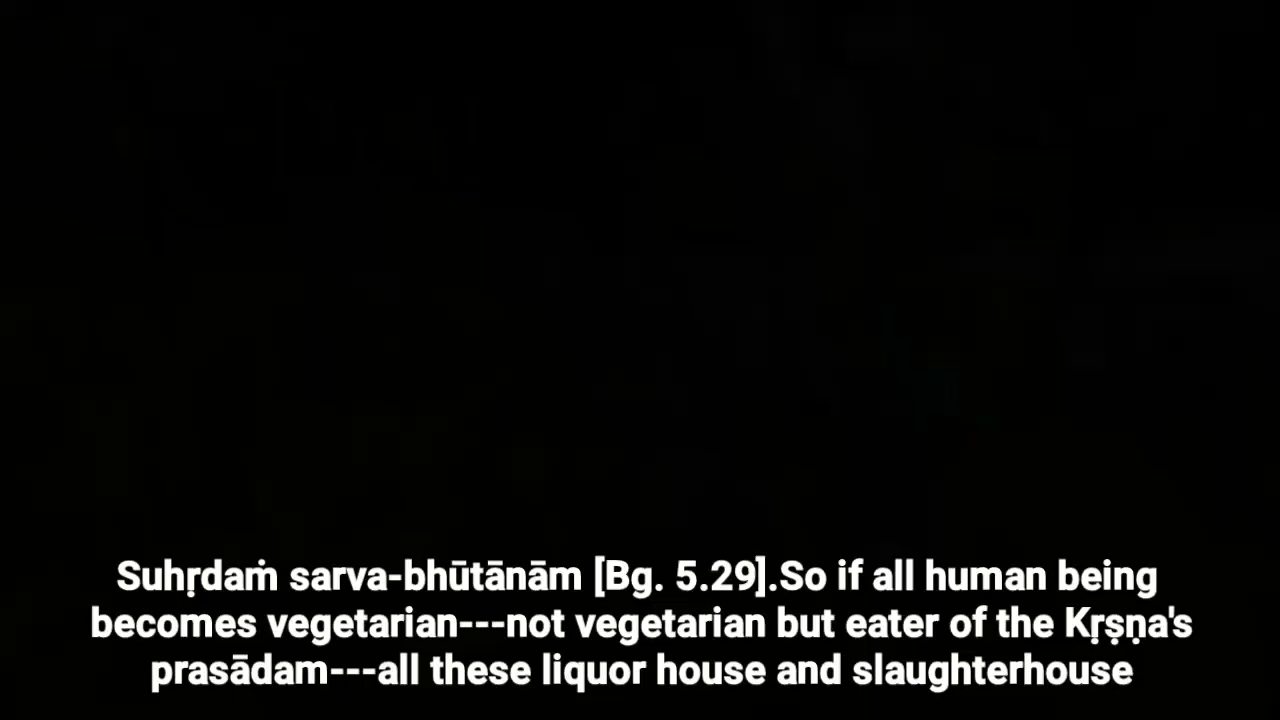 Suhṛdaṁ sarva-bhūtānām [Bg. 5.29].So if all human being
becomes vegetarian---not vegetarian but eater of the Kṛṣṇa's
prasādam---all these liquor house and slaughterhouse